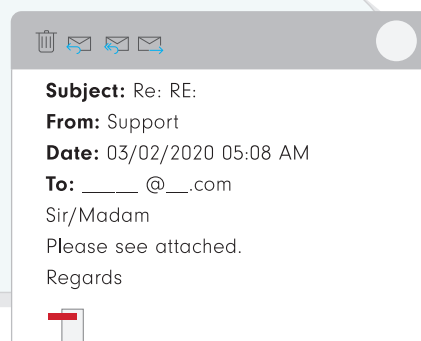 Subject: Re: RE:
From: Support
Date: 03/02/2020 05:08 AM
To: _____ @__.com
Sir/Madam
Please see attached.
Regards